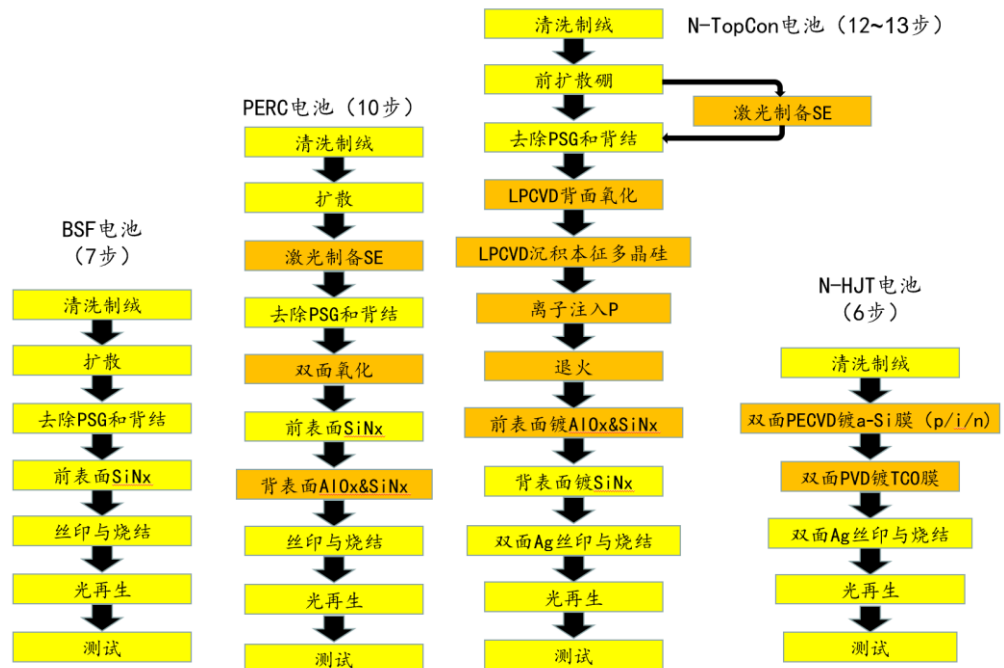 BSF电池
（7步）
清洗制绒
扩散
去除PSG和背结
前表面SiNx
丝印与烧结
光再生
测试
PERC电池（10步）
清洗制绒
扩散
激光制备SE
去除PSG和背结
双面氧化
前表面SiNx
背表面AlOx&SiNx
丝印与烧结
光再生
测试
N-TopCon电池（12~13步）
清洗制绒
前扩散硼
激光制备SE
去除PSG和背结
LPCVD背面氧化
LPCVD沉积本征多晶硅
离子注入P
退火
前表面镀AlOx&SiNx
背表面镀SiNx
双面Ag丝印与烧结
光再生
测试
N-HJT电池
（6步）
清洗制绒
双面PECVD镀a-Si膜（p/i/n）
双面PVD镀TCO膜
双面Ag丝印与烧结
光再生
测试